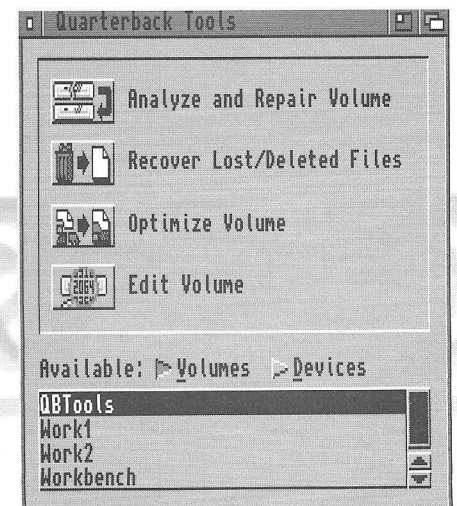 Quarterback Tools
Analyze and Repair Volume
Recover Lost/Deleted Files
Optimize Volume
Edit Volume
Available: Volumes Devices
QBTools
Work1
Work2
Workbench